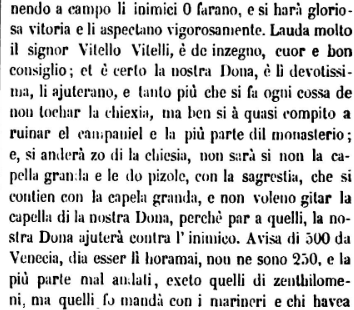 nendo a campo li inimici 0 farano, e si harà glorio-
sa vitoria e li aspectano vigorosamente. Lauda molto
il signor Vitello Vitelli, è de inzegno, cuor e bon
consiglio; et è certo la nostra Dona, è lì devotissi-
ma, li ajuterano, e tanto più che si fa ogni cossa de
non tochar la chiexia, ma ben si à quasi compito a
ruinar el campaniel e la più parte dil monasterio;
e, si anderà zo di la chiesia, non sarà si non la ca-
pella granda e le do pizole, con la sagrestia, che si
contien con la capela granda, e non voleno gitar la
capella di la nostra Dona, perchè par a quelli, la no-
stra Dona ajuterà contra l' inimico. Avisa di 500 da
Venecia, dia esser lì horamai, non ne sono 250, e la
più parte mal andati, exeto quelli di zenthilome-
ni, ma quelli fo mandà con i marineri e chi havea